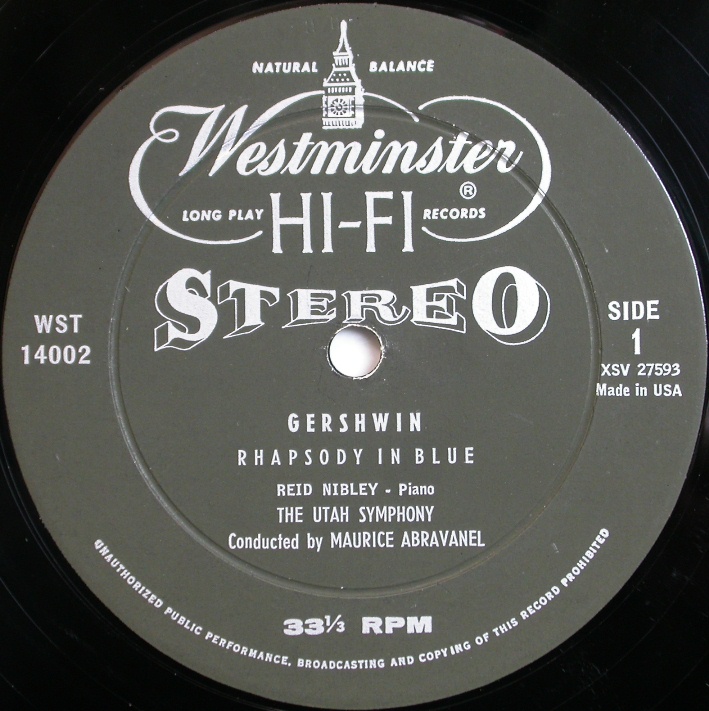 NATURAL BALANCE
Westminster
®
LONG PLAY HI-FI RECORDS
STEREO
WST
14002
SIDE
1
XSV 27593
Made in USA
GERSHWIN
RHAPSODY IN BLUE
REID NIBLEY - Piano
THE UTAH SYMPHONY
Conducted by MAURICE ABRAVANEL
33⅓ RPM
UNAUTHORIZED PUBLIC PERFORMANCE, BROADCASTING AND COPYING OF THIS RECORD PROHIBITED